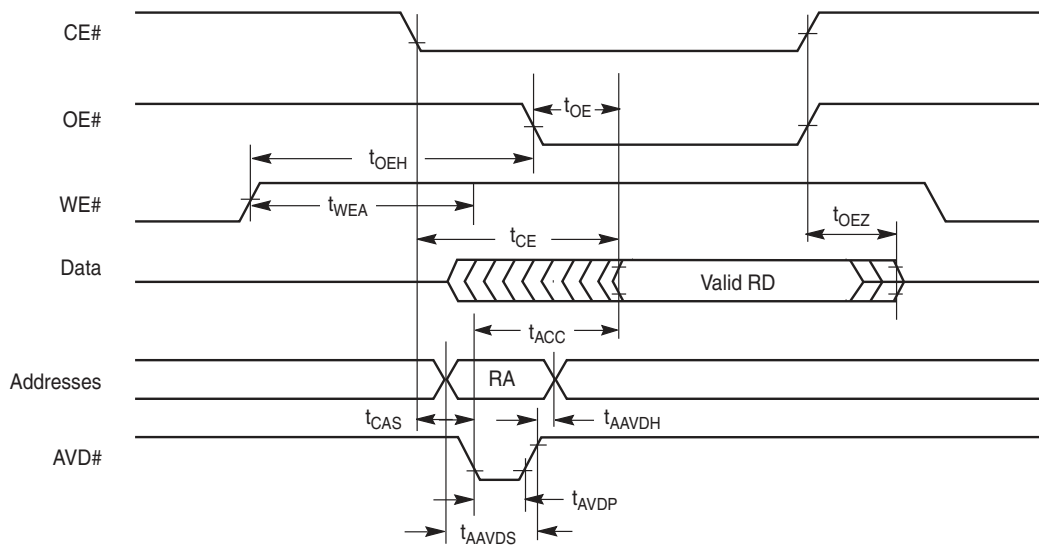 CE#
OE#
tOE
tOEH
WE#
tWEA
tOEZ
tCE
Data
Valid RD
tACC
Addresses
RA
tCAS
tAAVDH
AVD#
tAVDP
tAAVDS